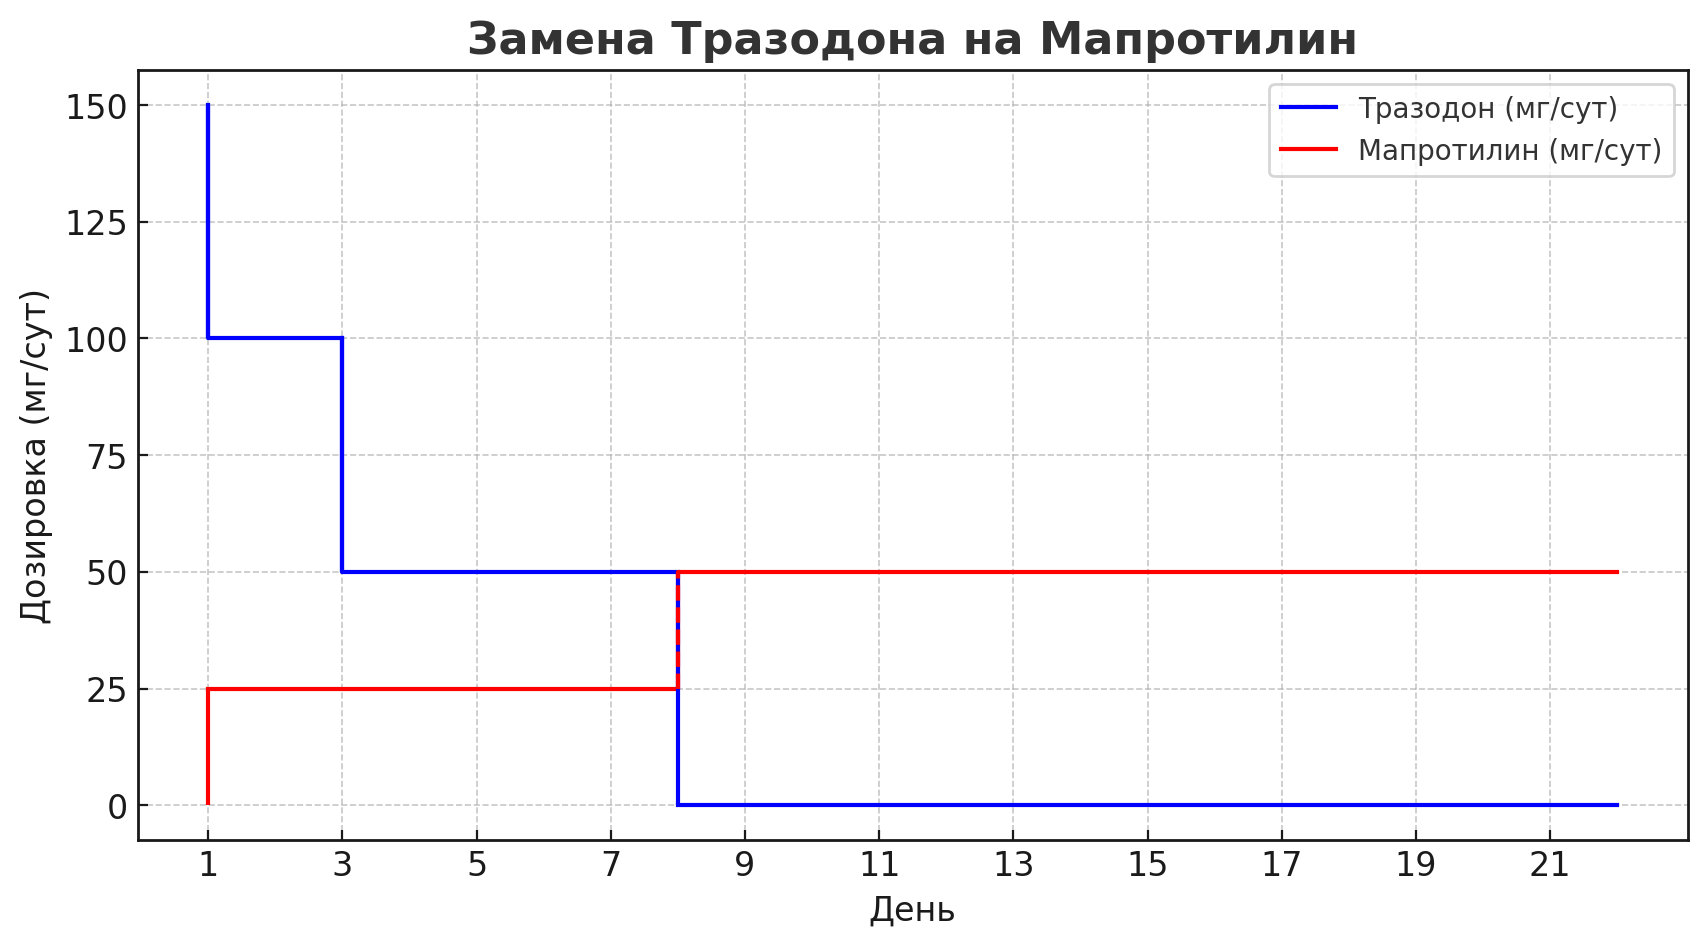 Замена Тразодона на Мапротилин
Тразодон (мг/сут)
Мапротилин (мг/сут)
Дозировка (мг/сут)
150
125
100
75
50
25
0
1 3 5 7 9 11 13 15 17 19 21
День